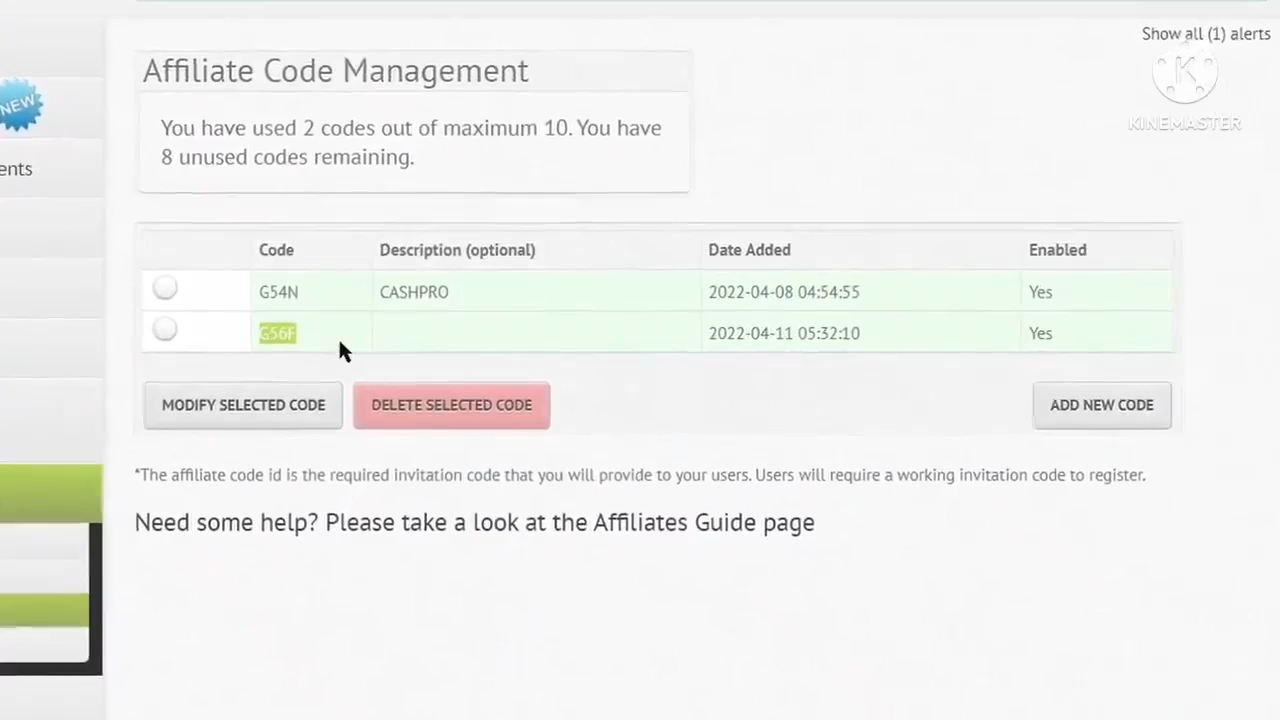 Show all (1) alerts
KINEMASTER
Affiliate Code Management
NEW
You have used 2 codes out of maximum 10. You have
8 unused codes remaining.
ents
Code Description (optional) Date Added Enabled
G54N CASHPRO 2022-04-08 04:54:55 Yes
G56F 2022-04-11 05:32:10 Yes
MODIFY SELECTED CODE DELETE SELECTED CODE ADD NEW CODE
*The affiliate code id is the required invitation code that you will provide to your users. Users will require a working invitation code to register.
Need some help? Please take a look at the Affiliates Guide page